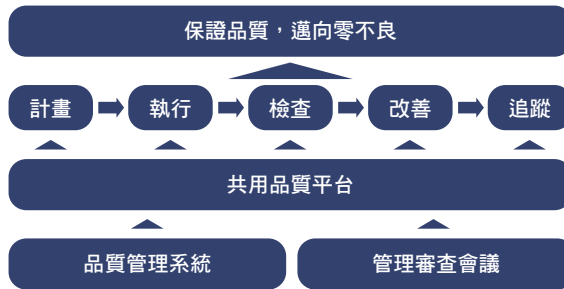 保證品質，邁向零不良
計畫 執行 檢查 改善 追蹤
共用品質平台
品質管理系統 管理審查會議